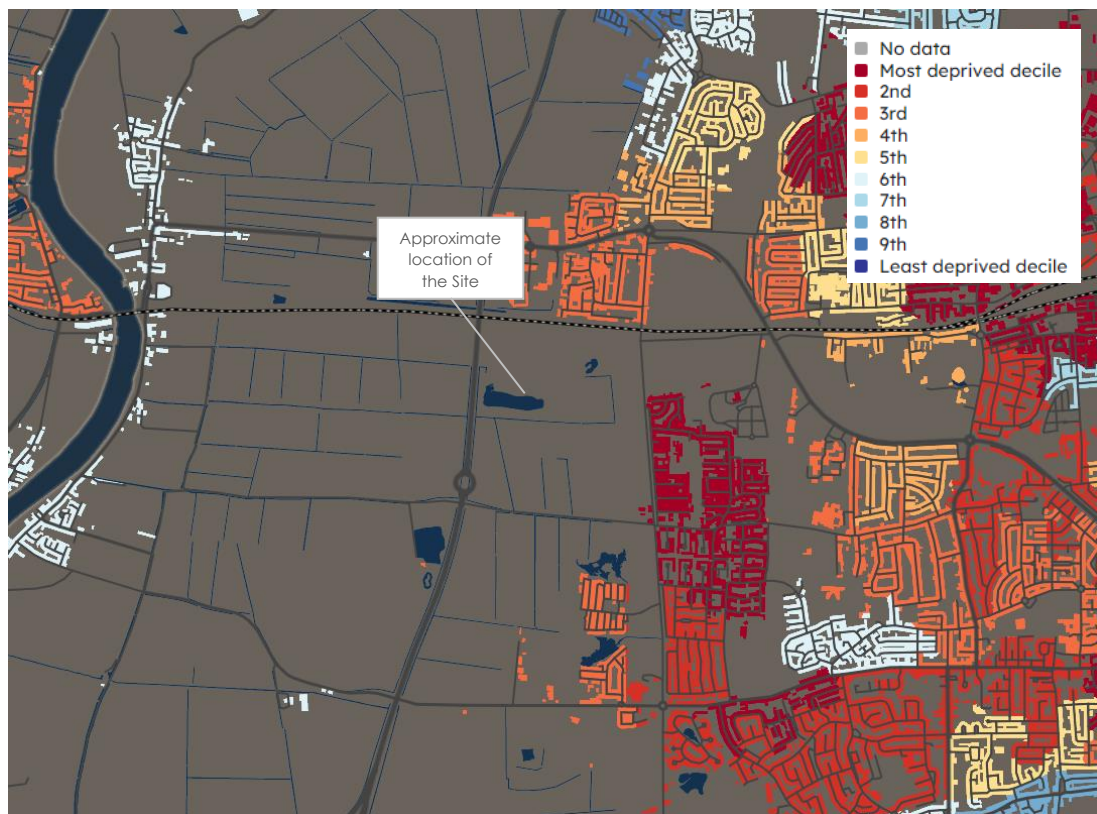 No data
Most deprived decile
2nd
3rd
4th
5th
6th
7th
8th
9th
Least deprived decile
Approximate
location of
the Site